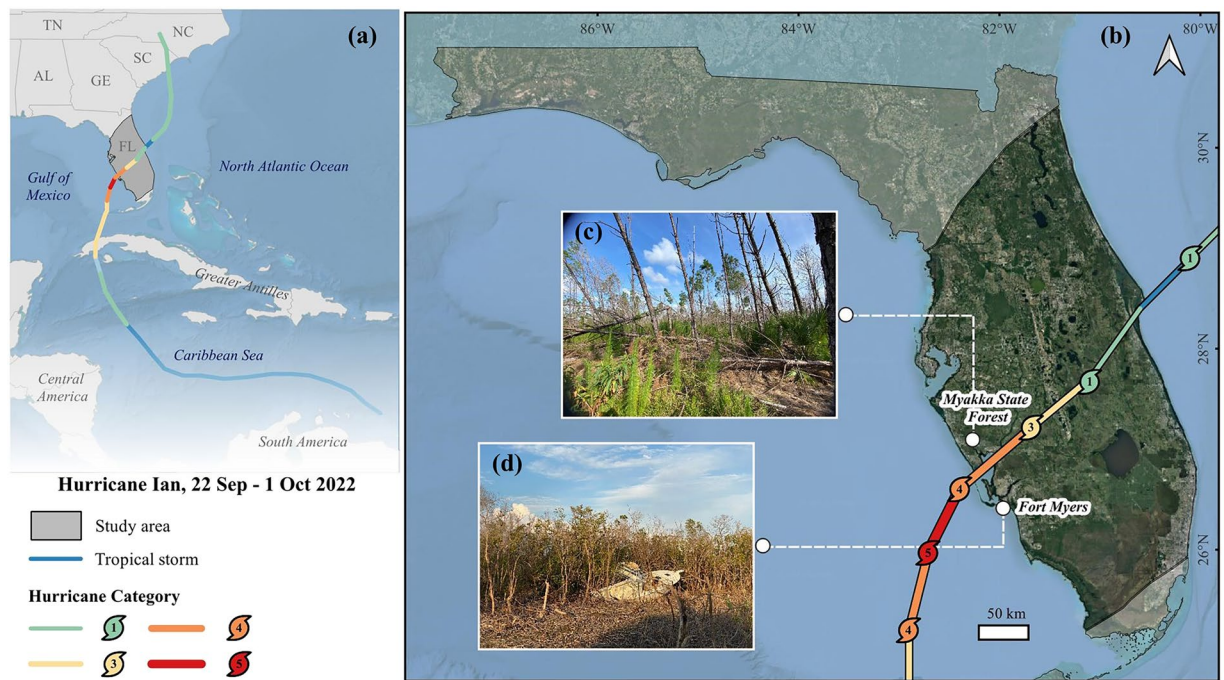 TN
NC
(a)
SC
AL
GE
FL
North Atlantic Ocean
Gulf of
Mexico
Greater Antilles
Caribbean Sea
Central
America
South America
Hurricane Ian, 22 Sep - 1 Oct 2022
Study area
Tropical storm
Hurricane Category
1
4
3
5
86°W
84°W
82°W
80°W
(b)
30°N
1
(c)
28°N
1
Myakka State
Forest
3
(d)
4
Fort Myers
5
26°N
50 km
4